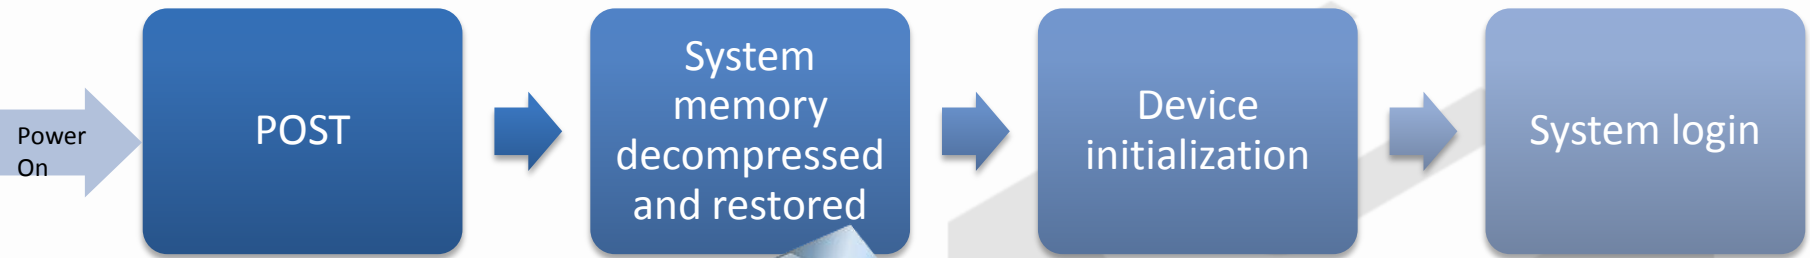 Power
On
POST
System
memory
decompressed
and restored
Device
initialization
System login